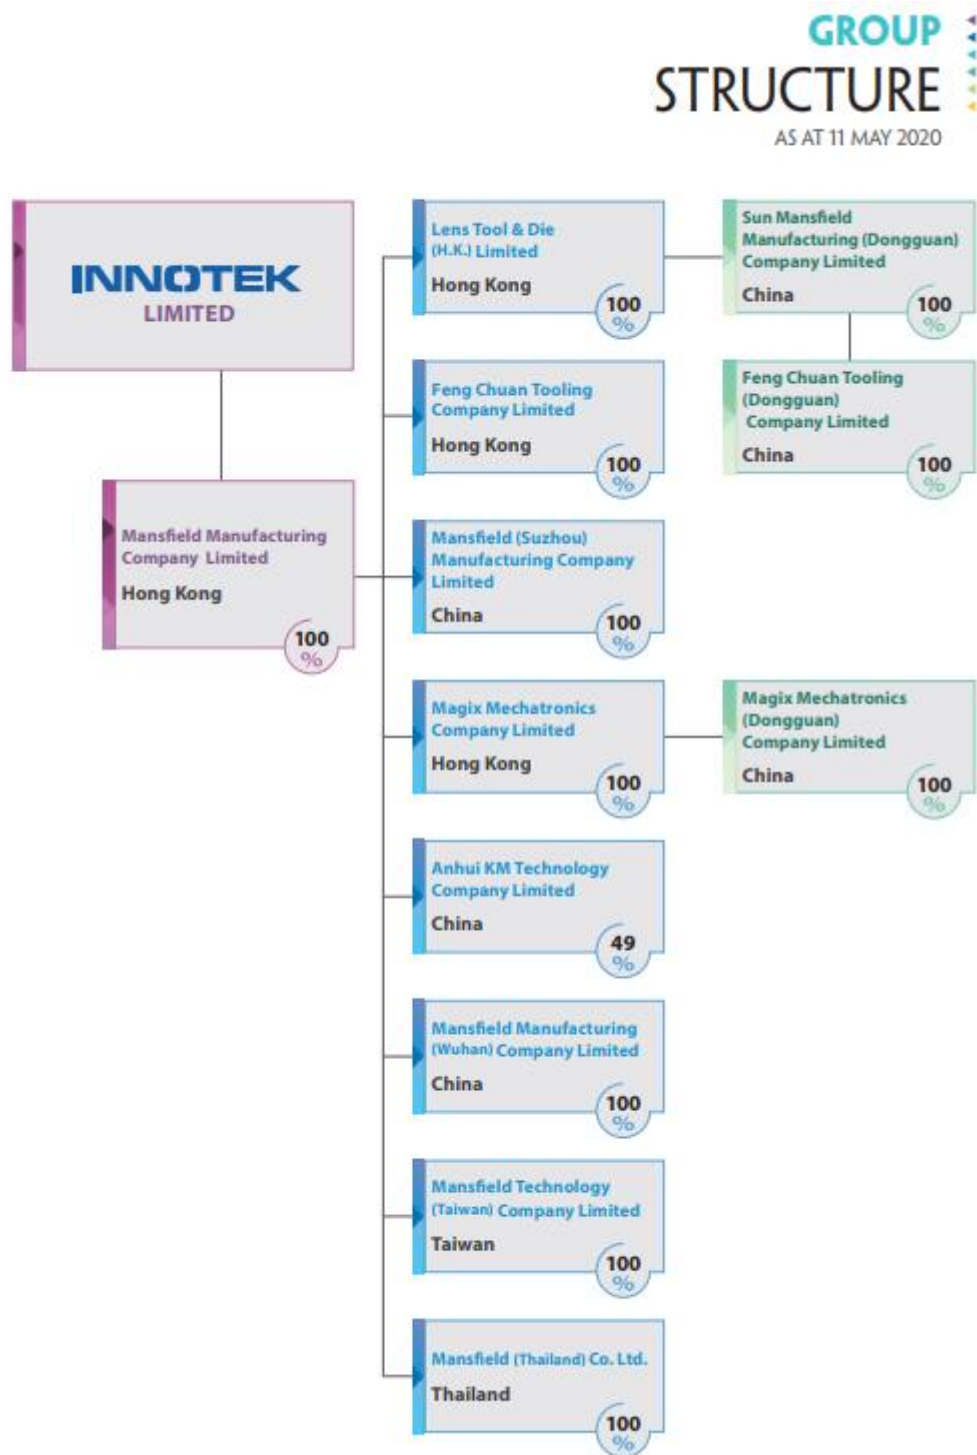 GROUP
STRUCTURE
AS AT 11 MAY 2020
INNOTEK
LIMITED
Mansfield Manufacturing
Company Limited
Hong Kong
100
%
Lens Tool & Die
(H.K.) Limited
Hong Kong
100
%
Sun Mansfield
Manufacturing (Dongguan)
Company Limited
China
100
%
Feng Chuan Tooling
Company Limited
Hong Kong
100
%
Feng Chuan Tooling
(Dongguan)
Company Limited
China
100
%
Mansfield (Suzhou)
Manufacturing Company
Limited
China
100
%
Magix Mechatronics
Company Limited
Hong Kong
100
%
Magix Mechatronics
(Dongguan)
Company Limited
China
100
%
Anhui KM Technology
Company Limited
China
49
%
Mansfield Manufacturing
(Wuhan) Company Limited
China
100
%
Mansfield Technology
(Taiwan) Company Limited
Taiwan
100
%
Mansfield (Thailand) Co. Ltd.
Thailand
100
%